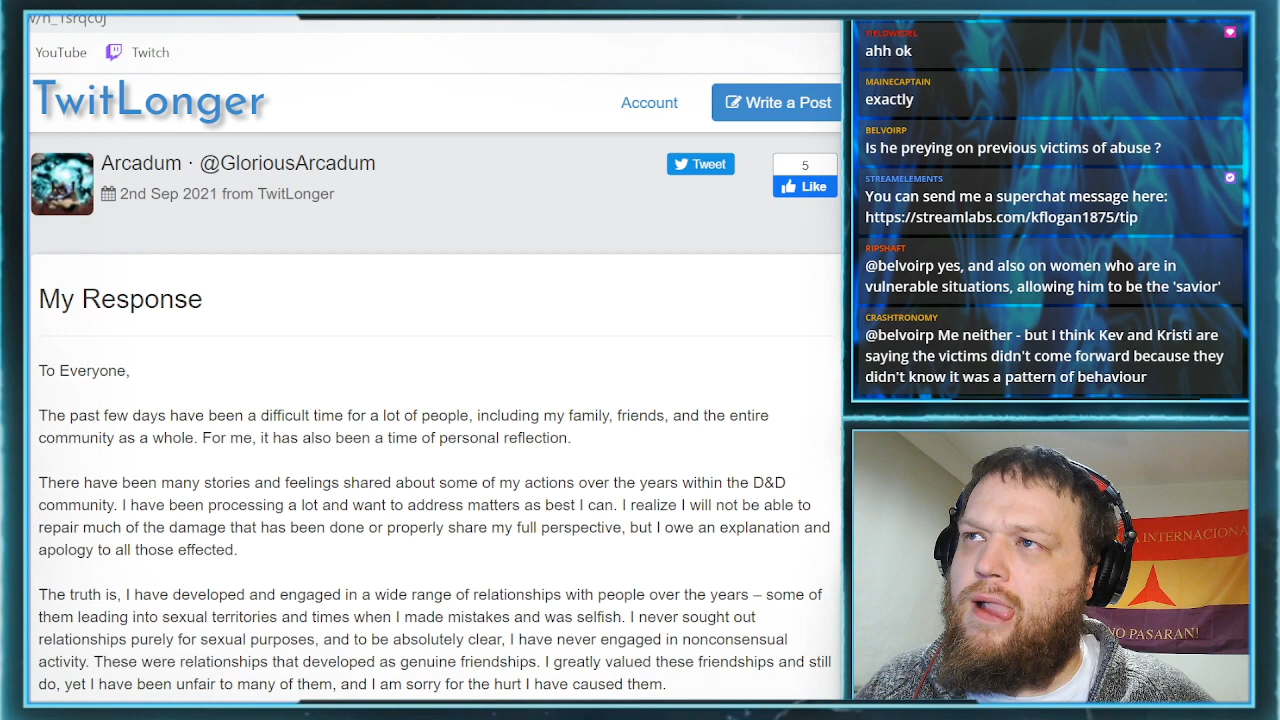 w/n_1srqc0j
YouTube
Twitch
TwitLonger
Account
Write a Post
Arcadum · @GloriousArcadum
2nd Sep 2021 from TwitLonger
Tweet
5
Like
My Response
To Everyone,
The past few days have been a difficult time for a lot of people, including my family, friends, and the entire
community as a whole. For me, it has also been a time of personal reflection.
There have been many stories and feelings shared about some of my actions over the years within the D&D
community. I have been processing a lot and want to address matters as best I can. I realize I will not be able to
repair much of the damage that has been done or properly share my full perspective, but I owe an explanation and
apology to all those effected.
The truth is, I have developed and engaged in a wide range of relationships with people over the years – some of
them leading into sexual territories and times when I made mistakes and was selfish. I never sought out
relationships purely for sexual purposes, and to be absolutely clear, I have never engaged in nonconsensual
activity. These were relationships that developed as genuine friendships. I greatly valued these friendships and still
do, yet I have been unfair to many of them, and I am sorry for the hurt I have caused them.
ahh ok
MAINECAPTAIN
exactly
BELVOIRP
Is he preying on previous victims of abuse ?
STREAMELEMENTS
You can send me a superchat message here:
https://streamlabs.com/kflogan1875/tip
RIPSHAFT
@belvoirp yes, and also on women who are in
vulnerable situations, allowing him to be the 'savior'
CRASHTRONOMY
@belvoirp Me neither - but I think Kev and Kristi are
saying the victims didn't come forward because they
didn't know it was a pattern of behaviour
INTERNACIONA
NO PASARAN!